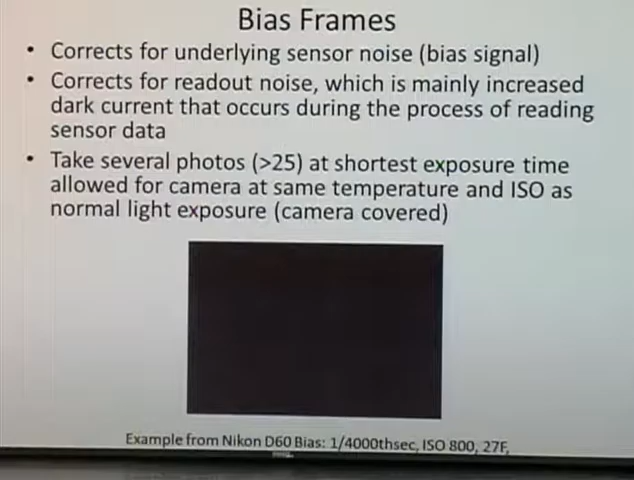 Bias Frames
• Corrects for underlying sensor noise (bias signal)
• Corrects for readout noise, which is mainly increased
dark current that occurs during the process of reading
sensor data
• Take several photos (>25) at shortest exposure time
allowed for camera at same temperature and ISO as
normal light exposure (camera covered)
Example from Nikon D60 Bias: 1/4000thsec, ISO 800, 27F,